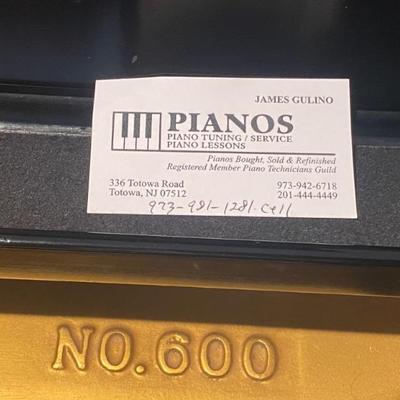 JAMES GULINO
PIANOS
PIANO TUNING / SERVICE
PIANO LESSONS
Pianos Bought, Sold & Refinished
Registered Member Piano Technicians Guild
336 Totowa Road
Totowa, NJ 07512
973-942-6718
201-444-4449
973-981-1281-Cell
NO.600